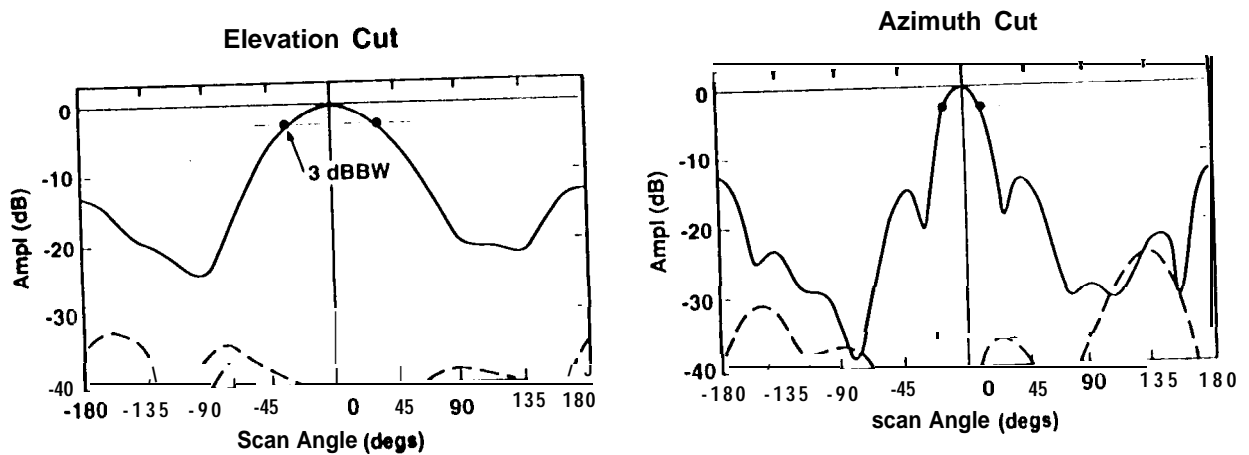 Elevation Cut
Ampl (dB)
0
-10
-20
-30
-40
3 dBBW
-180 -135 -90 -45 0 45 90 135 180
Scan Angle (degs)
Azimuth Cut
Ampl (dB)
0
-10
-20
-30
-40
-180 -135 -90 -45 0 45 90 135 180
scan Angle (degs)